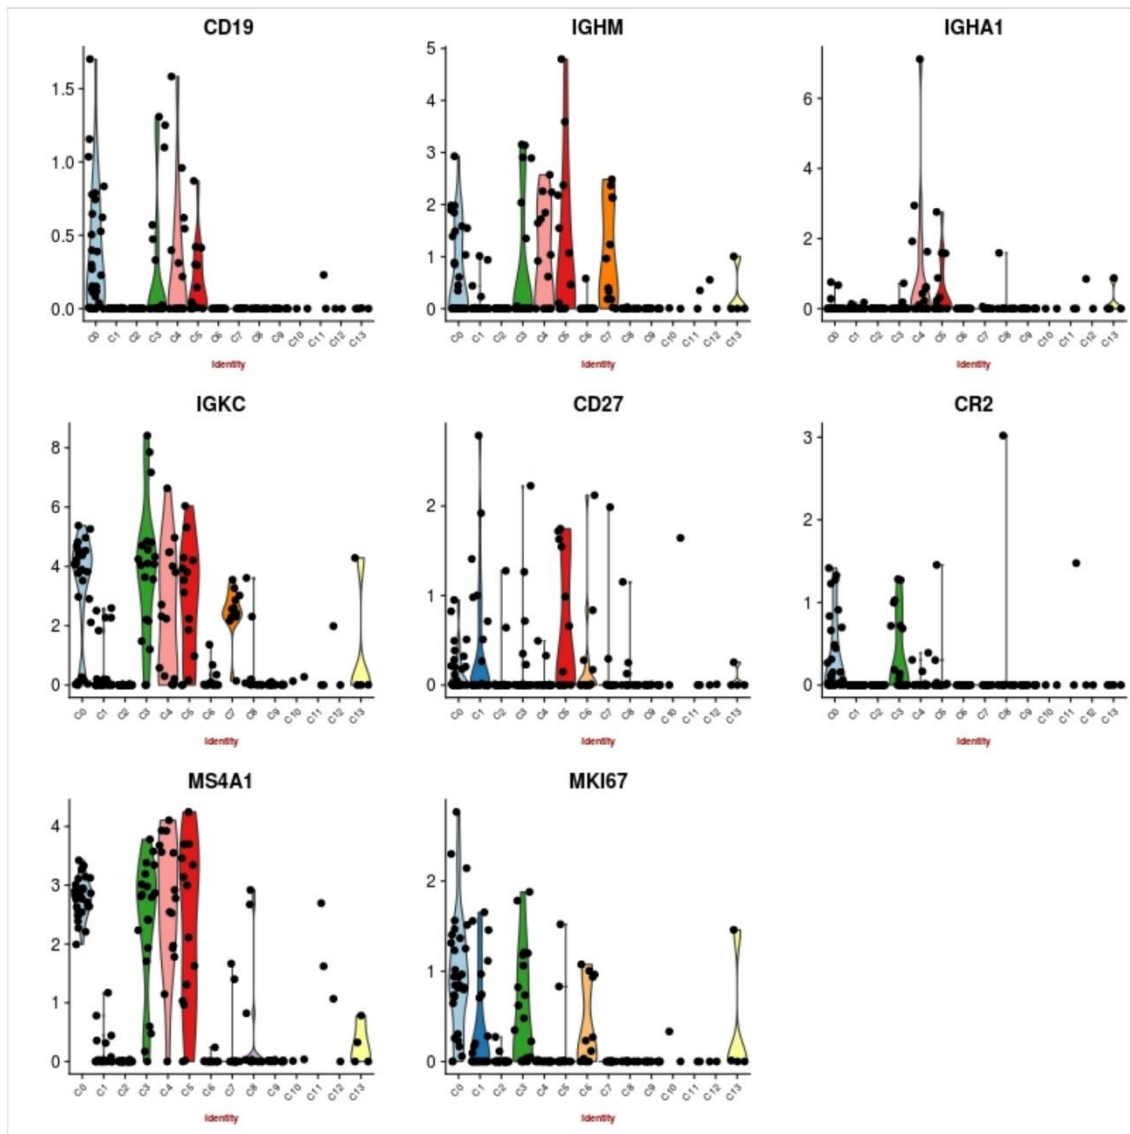 CD19 IGHM IGHA1
1.5 1.0 0.5 0.0
5 4 3 2 1 0
6 4 2 0
C0 C1 C2 C3 C4 C5 C6 C7 C8 C9 C10 C11 C12 C13
C0 C1 C2 C3 C4 C5 C6 C7 C8 C9 C10 C11 C12 C13
C0 C1 C2 C3 C4 C5 C6 C7 C8 C9 C10 C11 C12 C13
Identity Identity Identity
IGKC CD27 CR2
8 6 4 2 0
2 1 0
3 2 1 0
C0 C1 C2 C3 C4 C5 C6 C7 C8 C9 C10 C11 C12 C13
C0 C1 C2 C3 C4 C5 C6 C7 C8 C9 C10 C11 C12 C13
C0 C1 C2 C3 C4 C5 C6 C7 C8 C9 C10 C11 C12 C13
Identity Identity Identity
MS4A1 MKI67
4 3 2 1 0
2 1 0
C0 C1 C2 C3 C4 C5 C6 C7 C8 C9 C10 C11 C12 C13
C0 C1 C2 C3 C4 C5 C6 C7 C8 C9 C10 C11 C12 C13
Identity Identity